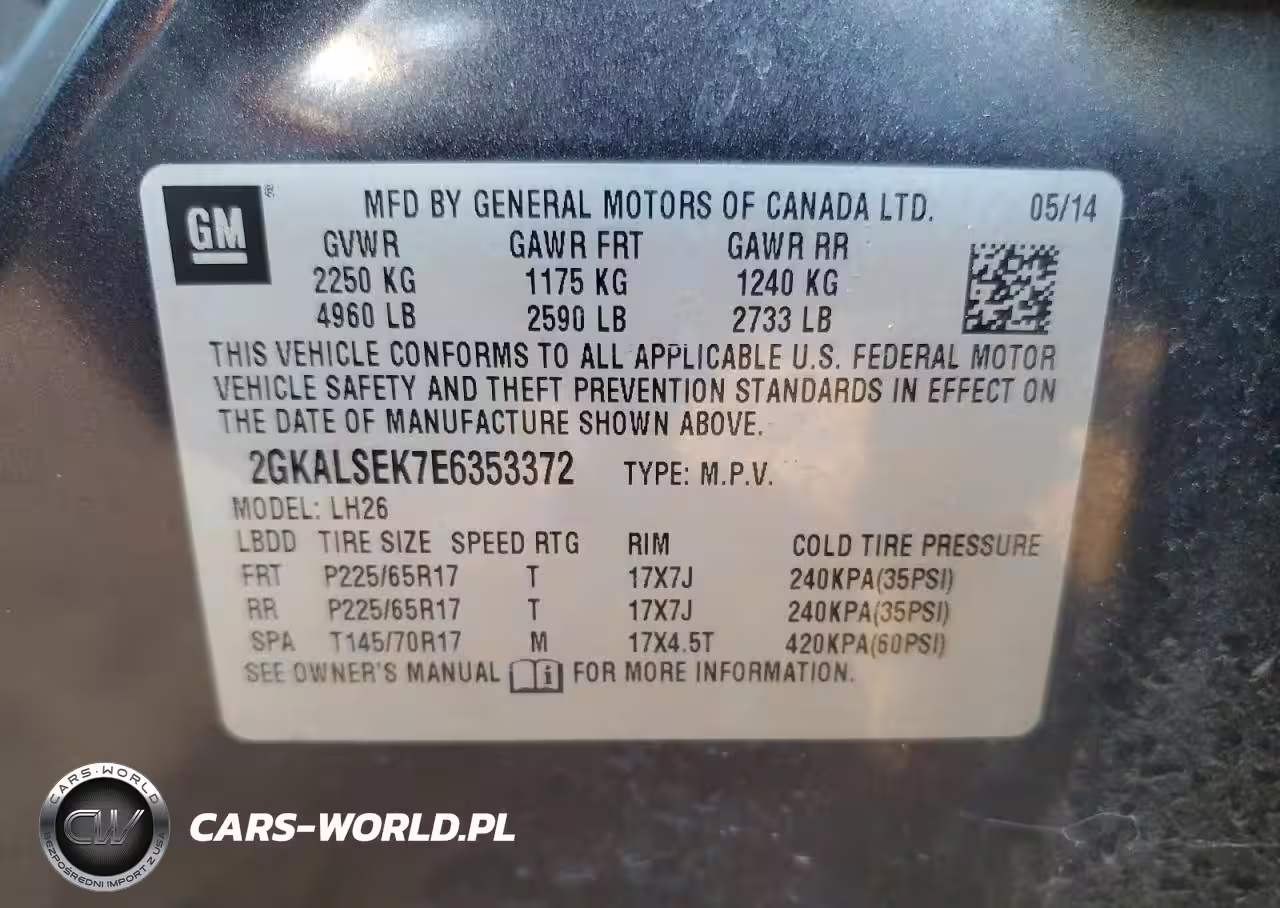 GM
®
MFD BY GENERAL MOTORS OF CANADA LTD. 05/14
GVWR GAWR FRT GAWR RR
2250 KG 1175 KG 1240 KG
4960 LB 2590 LB 2733 LB
THIS VEHICLE CONFORMS TO ALL APPLICABLE U.S. FEDERAL MOTOR
VEHICLE SAFETY AND THEFT PREVENTION STANDARDS IN EFFECT ON
THE DATE OF MANUFACTURE SHOWN ABOVE.
2GKALSEK7E6353372 TYPE: M.P.V.
MODEL: LH26
LBDD TIRE SIZE SPEED RTG RIM COLD TIRE PRESSURE
FRT P225/65R17 T 17X7J 240KPA(35PSI)
RR P225/65R17 T 17X7J 240KPA(35PSI)
SPA T145/70R17 M 17X4.5T 420KPA(60PSI)
SEE OWNER'S MANUAL i FOR MORE INFORMATION.
CARS-WORLD
CW
BEZPOŚREDNI IMPORT Z USA
CARS-WORLD.PL